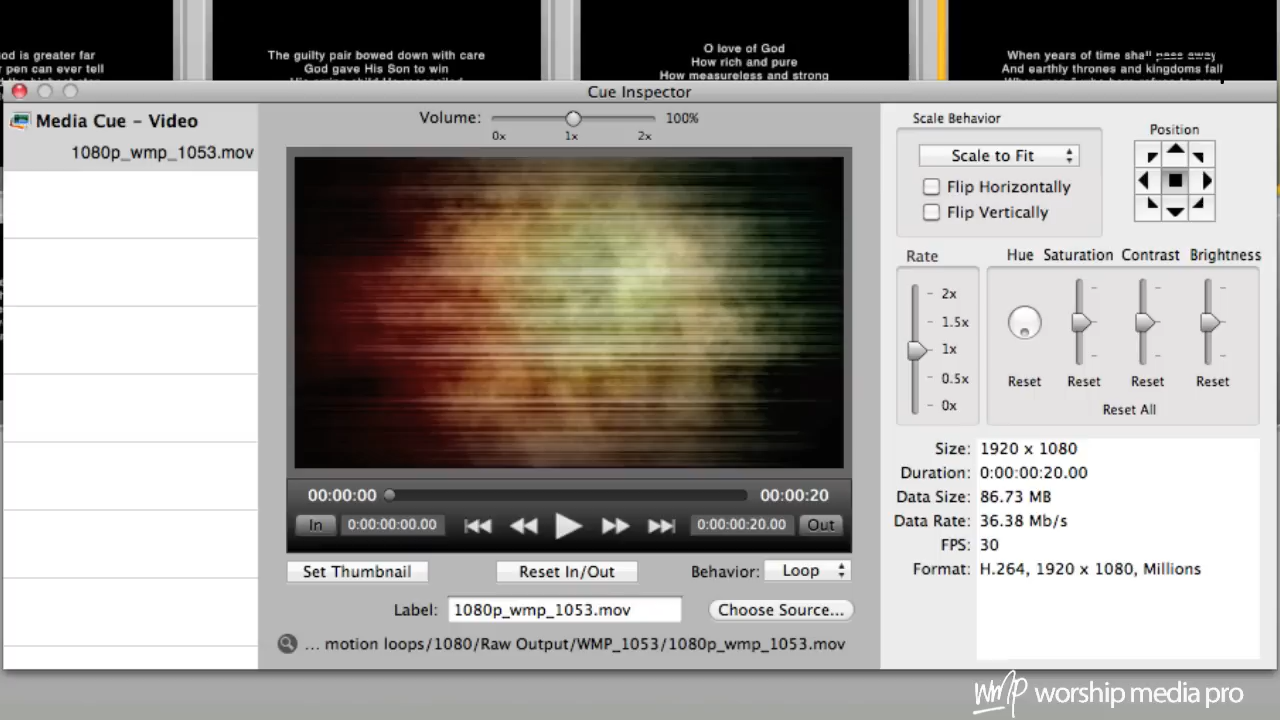 od is greater far
pen can ever tell
The guilty pair bowed down with care
God gave His Son to win
O love of God
How rich and pure
How measureless and strong
When years of time shall pass away
And earthly thrones and kingdoms fall
Cue Inspector
Media Cue - Video
1080p_wmp_1053.mov
Volume:
100%
0x
1x
2x
Scale Behavior
Scale to Fit
Flip Horizontally
Flip Vertically
Position
Rate
2x
1.5x
1x
0.5x
0x
Hue Saturation Contrast Brightness
Reset Reset Reset Reset
Reset All
00:00:00
00:00:20
In
0:00:00:00.00
0:00:00:20.00
Out
Set Thumbnail
Reset In/Out
Behavior: Loop
Label: 1080p_wmp_1053.mov
Choose Source...
... motion loops/1080/Raw Output/WMP_1053/1080p_wmp_1053.mov
Size: 1920 x 1080
Duration: 0:00:00:20.00
Data Size: 86.73 MB
Data Rate: 36.38 Mb/s
FPS: 30
Format: H.264, 1920 x 1080, Millions
wmp worship media pro